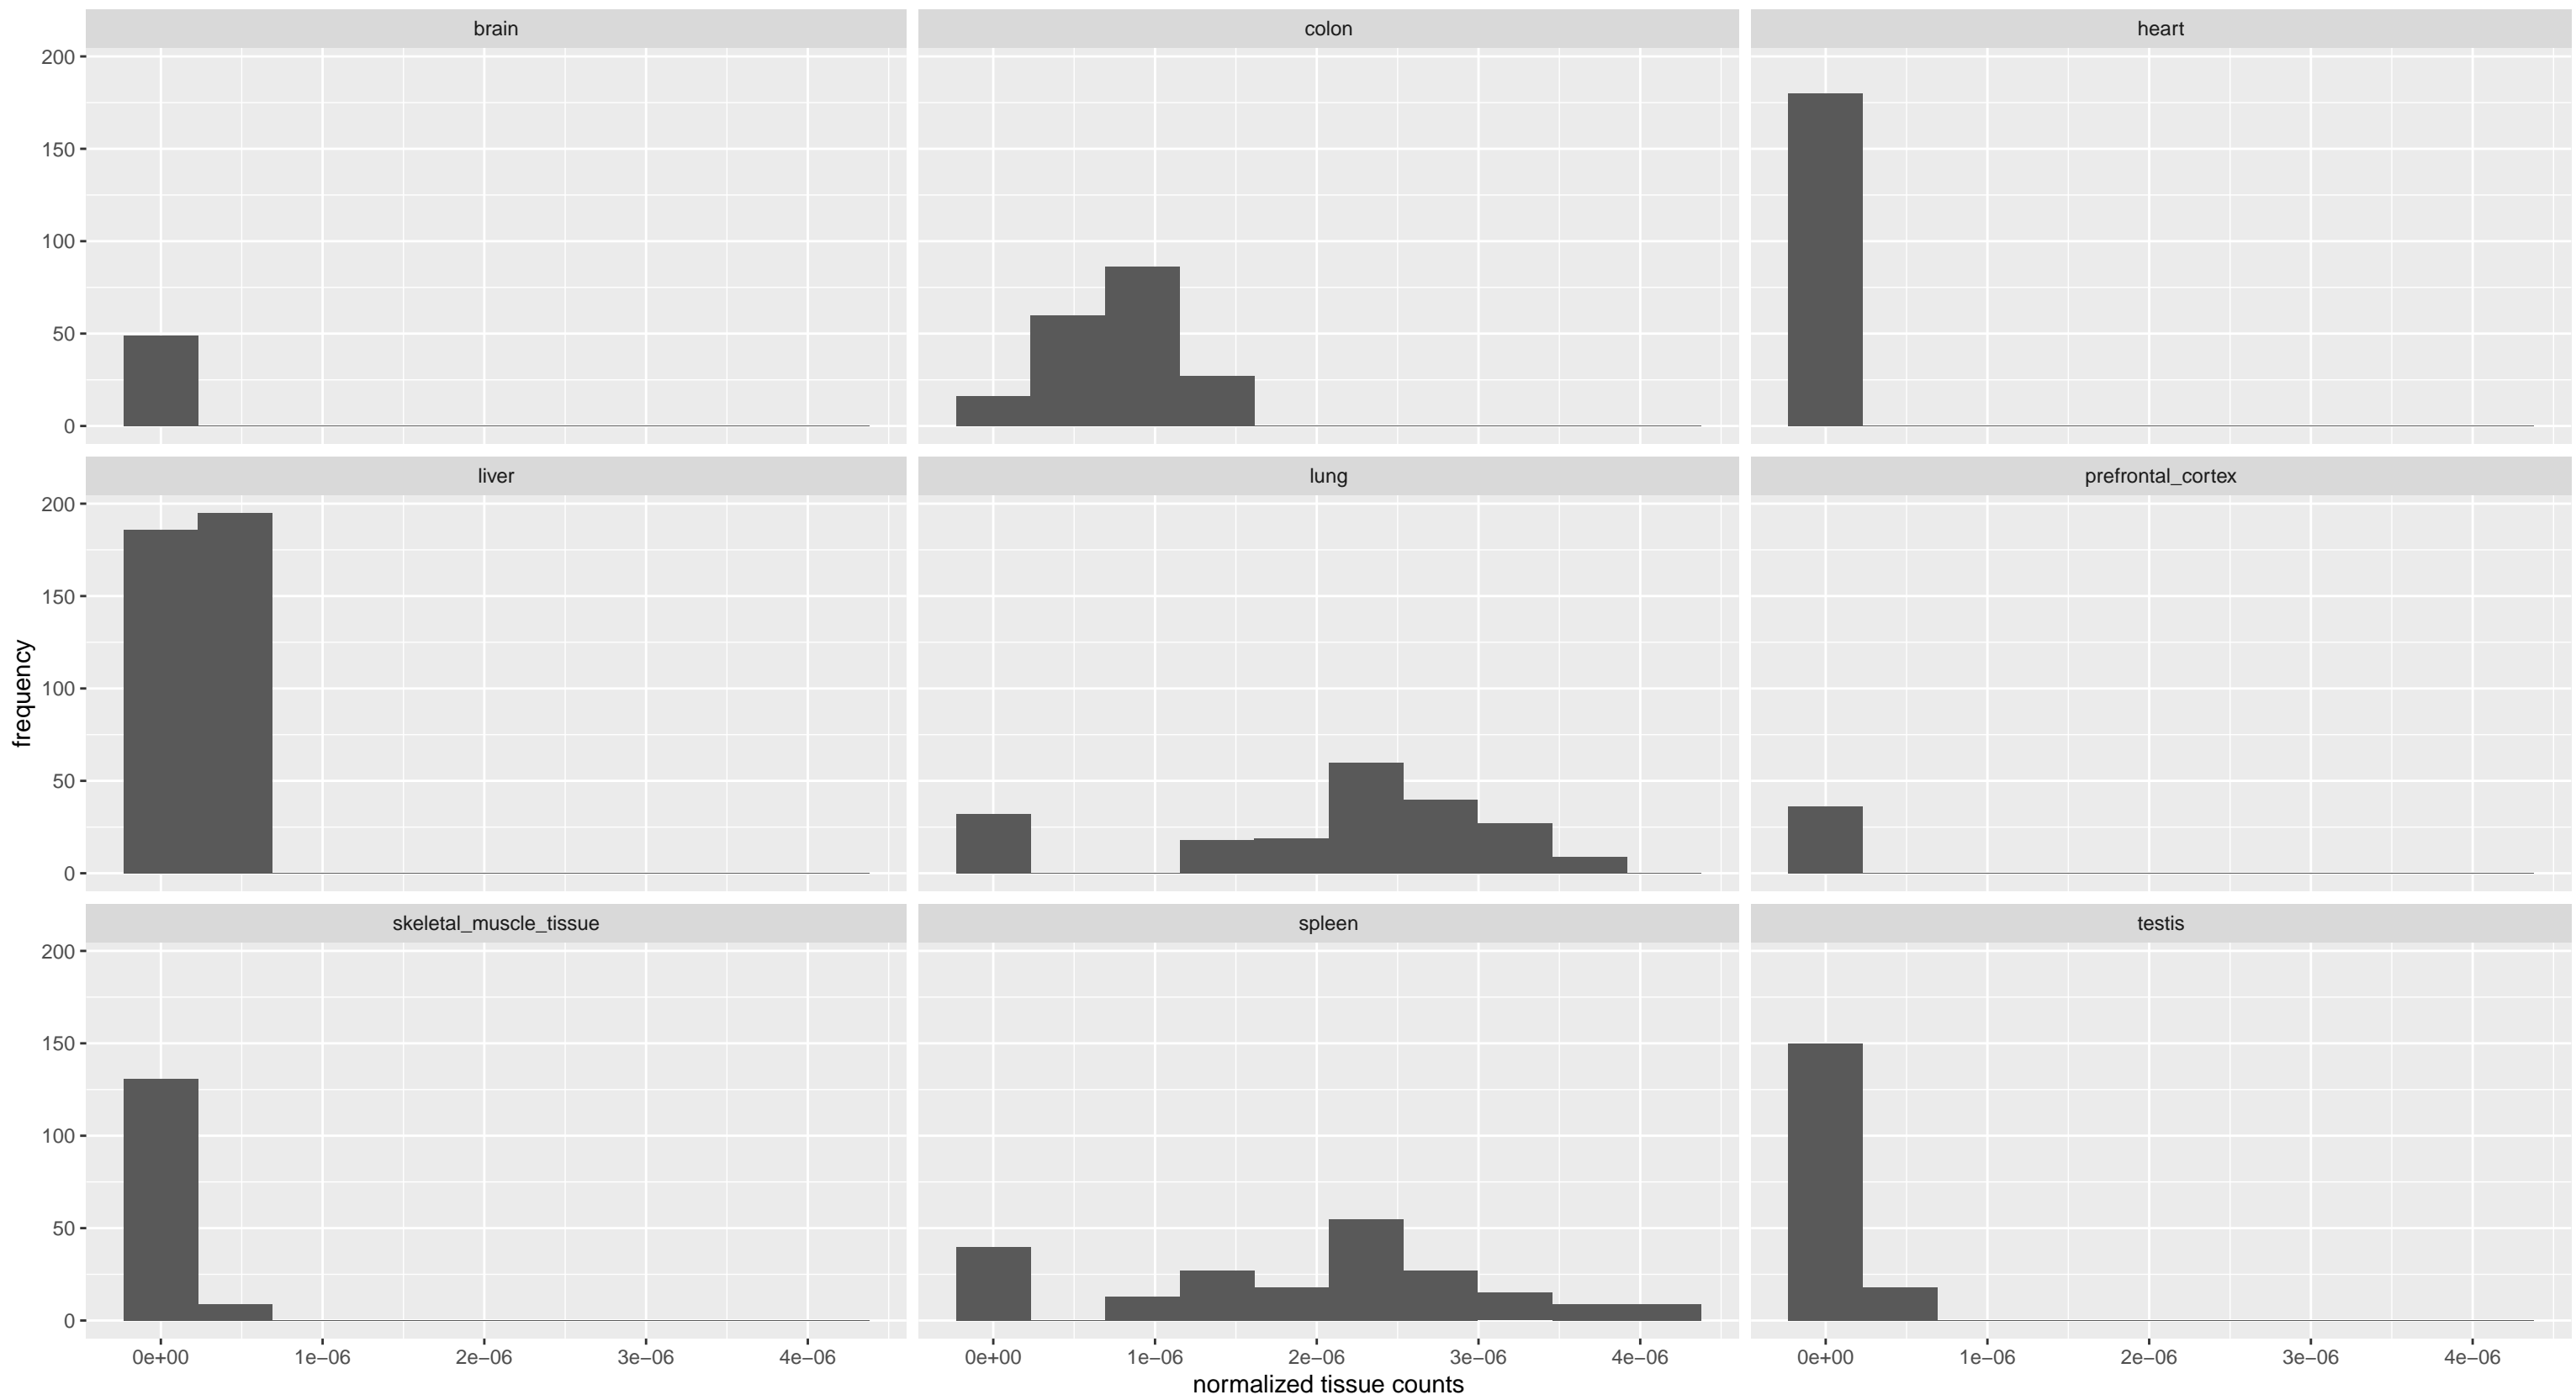 brain
colon
heart
200
150
100
50
0
liver
lung
prefrontal_cortex
200
150
100
50
0
frequency
skeletal_muscle_tissue
spleen
testis
200
150
100
50
0
0e+00 1e−06 2e−06 3e−06 4e−06
0e+00 1e−06 2e−06 3e−06 4e−06
0e+00 1e−06 2e−06 3e−06 4e−06
normalized tissue counts